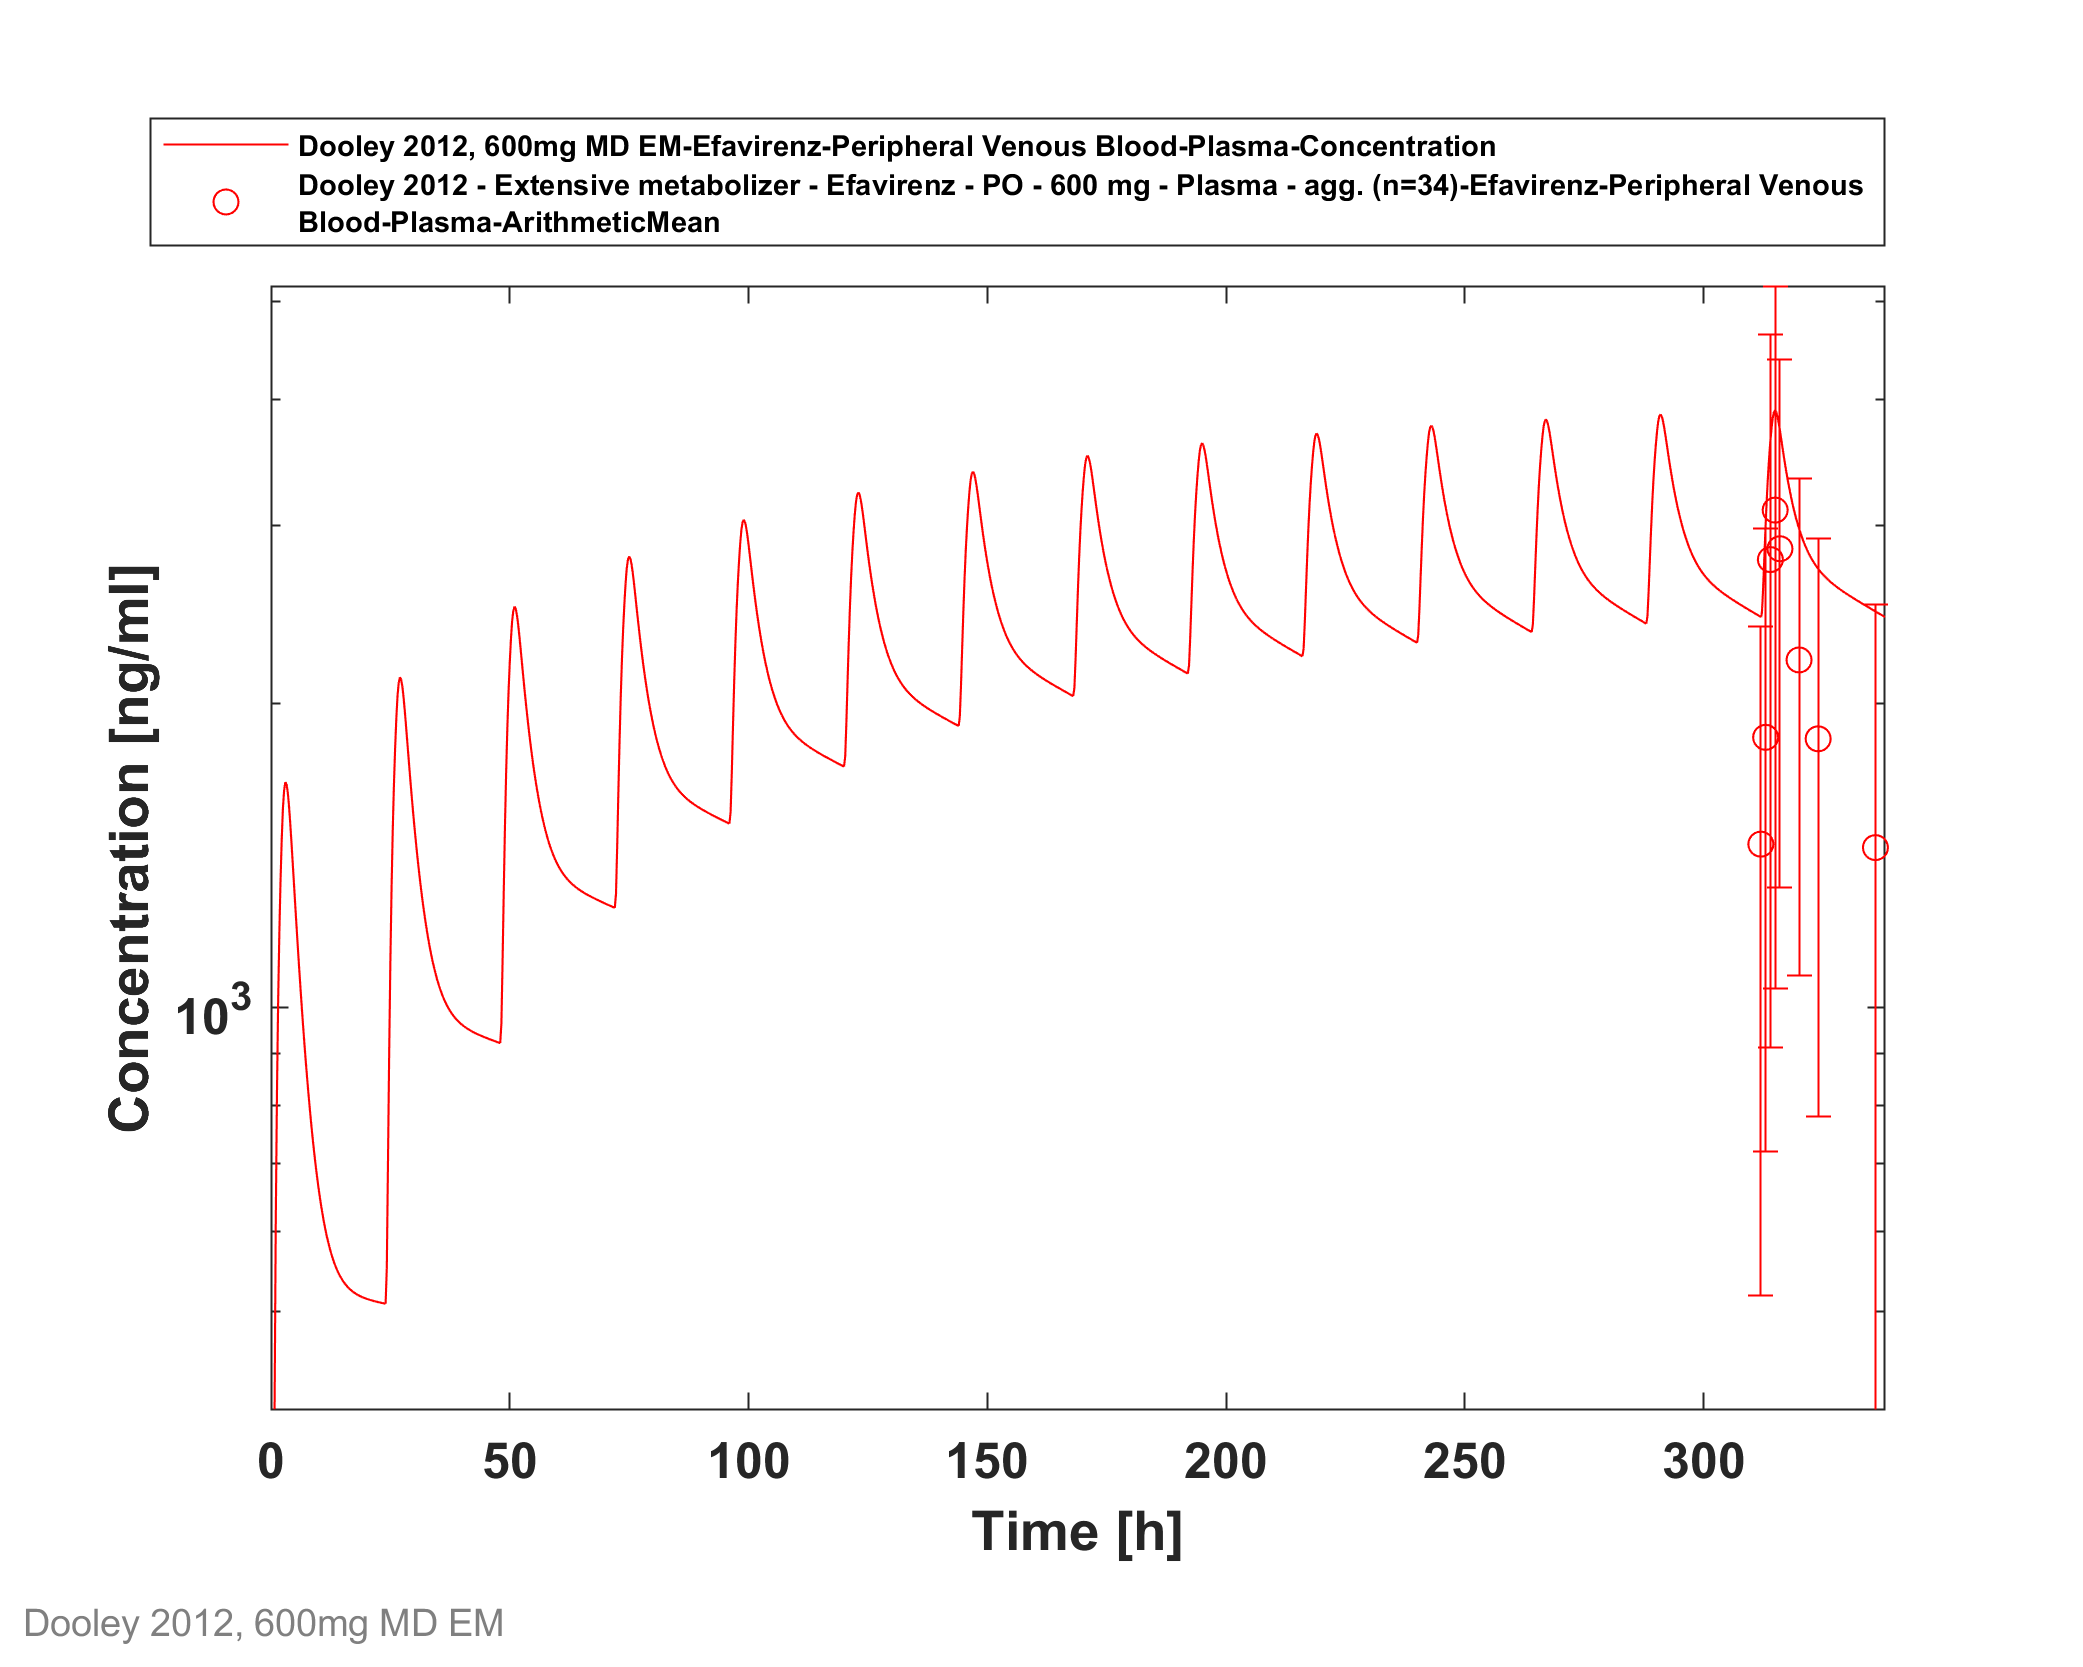 Dooley 2012, 600mg MD EM-Efavirenz-Peripheral Venous Blood-Plasma-Concentration
Dooley 2012 - Extensive metabolizer - Efavirenz - PO - 600 mg - Plasma - agg. (n=34)-Efavirenz-Peripheral Venous
Blood-Plasma-ArithmeticMean
Concentration [ng/ml]
10³
0 50 100 150 200 250 300
Time [h]
Dooley 2012, 600mg MD EM